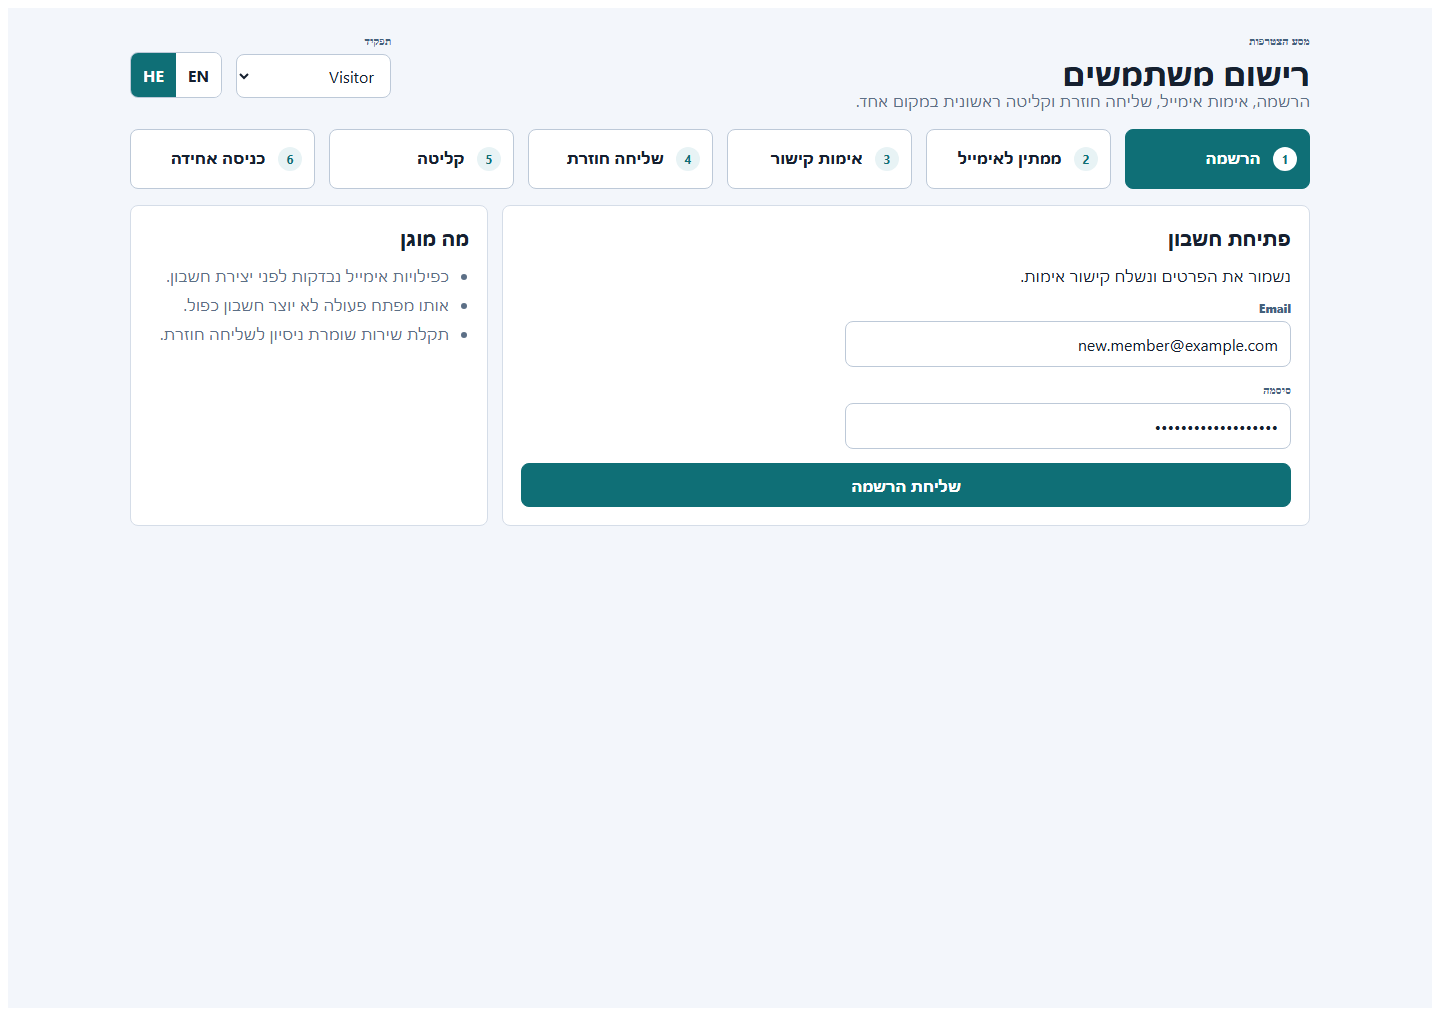 מסע הצטרפות
רישום משתמשים
הרשמה, אימות אימייל, שליחה חוזרת וקליטה ראשונית במקום אחד.
תפקיד
Visitor
EN
HE
1 הרשמה
2 ממתין לאימייל
3 אימות קישור
4 שליחה חוזרת
5 קליטה
6 כניסה אחידה
פתיחת חשבון
נשמור את הפרטים ונשלח קישור אימות.
Email
new.member@example.com
סיסמה
•••••••••••••••••••
שליחת הרשמה
מה מוגן
• כפילויות אימייל נבדקות לפני יצירת חשבון.
• אותו מפתח פעולה לא יוצר חשבון כפול.
• תקלת שירות שומרת ניסיון לשליחה חוזרת.